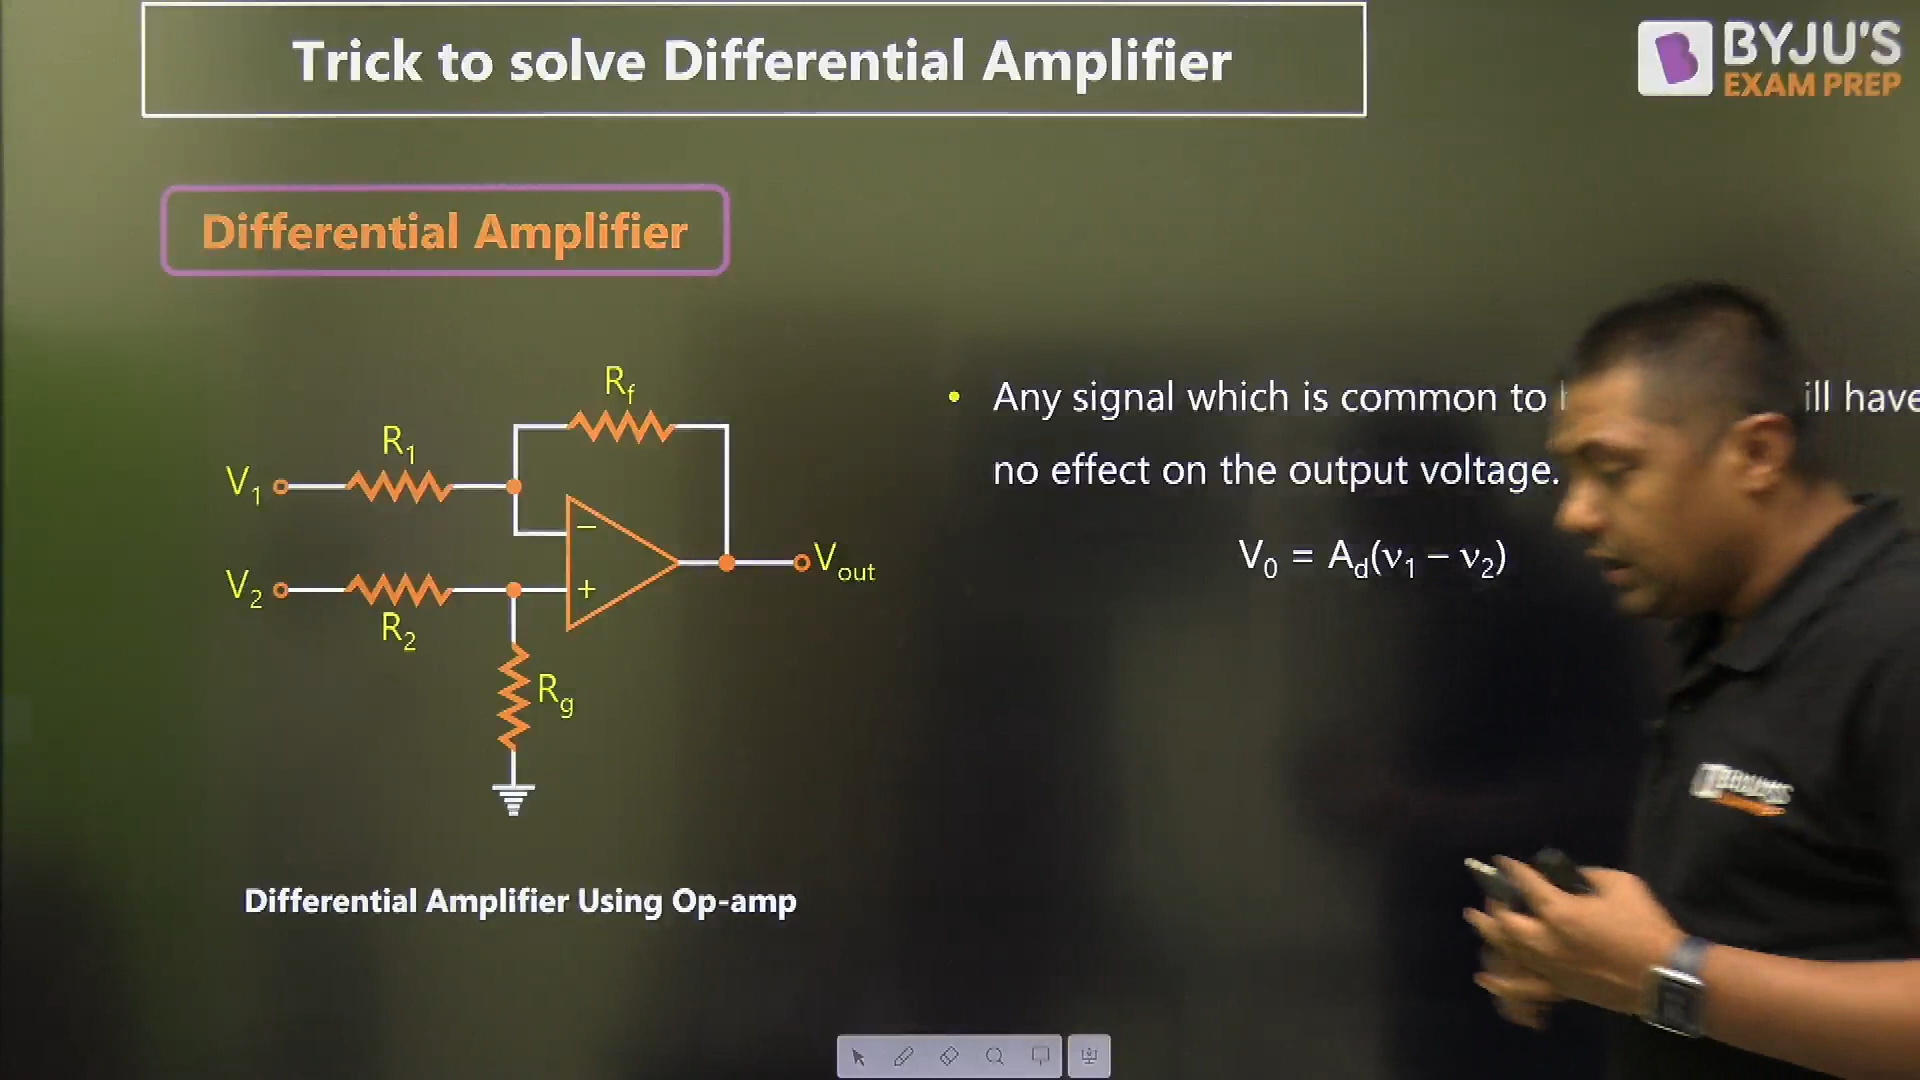 Trick to solve Differential Amplifier
BYJU'S
EXAM PREP
Differential Amplifier
R_f
R_1
V_1
V_2
R_2
−
+
V_out
R_g
Differential Amplifier Using Op-amp
• Any signal which is common to ill have
no effect on the output voltage.
V_0 = A_d(v_1 − v_2)